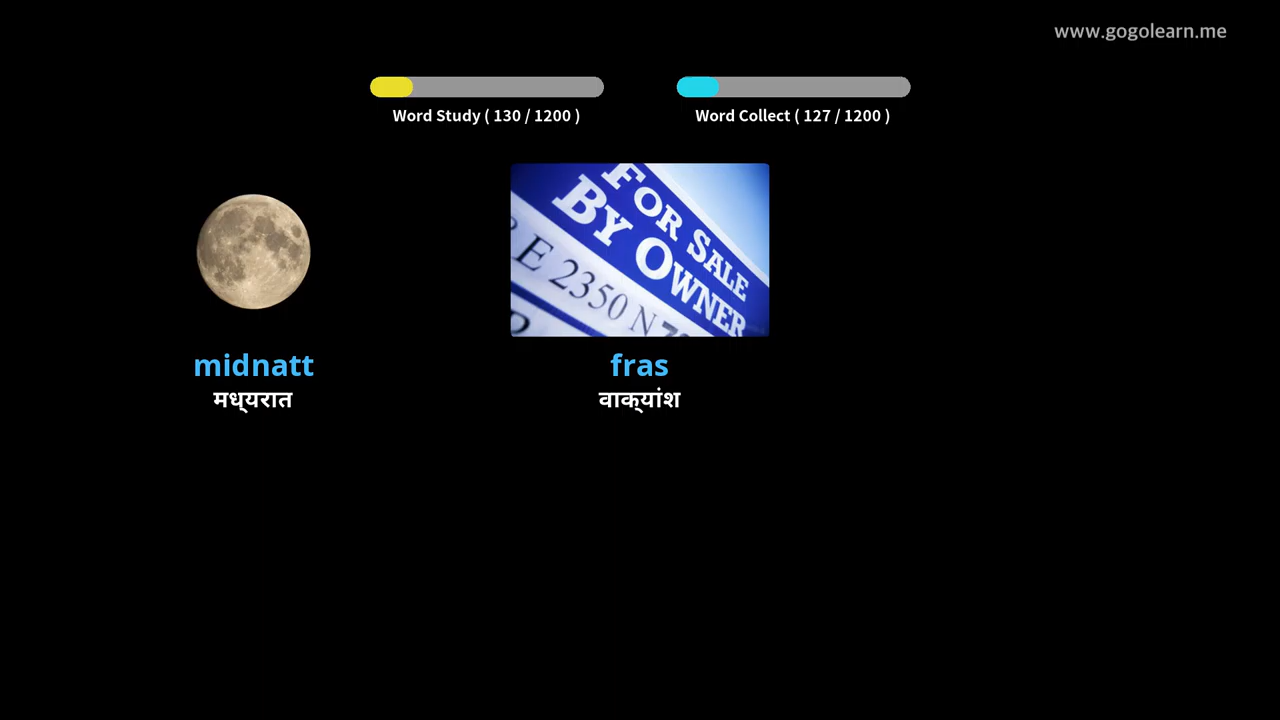 www.gogolearn.me
Word Study ( 130 / 1200 )
Word Collect ( 127 / 1200 )
FOR SALE
BY OWNER
E 2350 N
midnatt
मध्यरात
fras
वाक्यांश